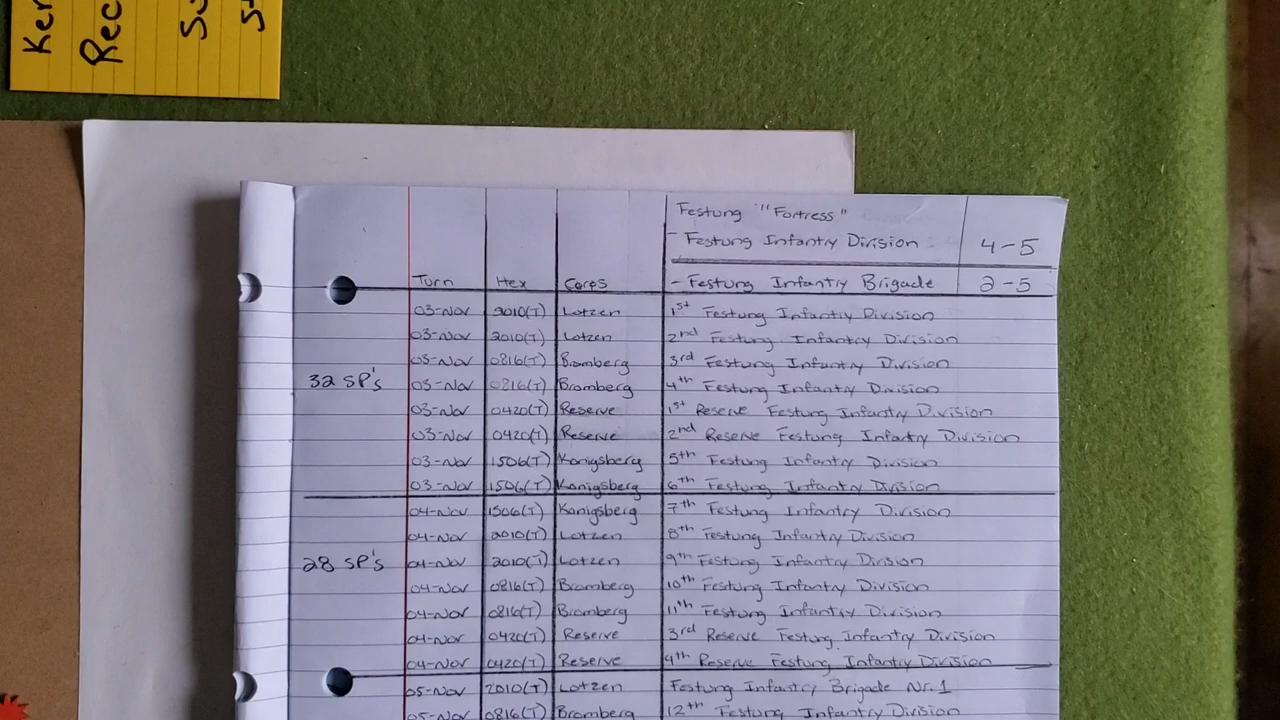 Ker
Rec
Su
St
Festung "Fortress"
- Festung Infantry Division 4-5
Turn Hex Corps - Festung Infantry Brigade 2-5
03-Nov 2010(T) Lotzen 1st Festung Infantry Division
03-Nov 2010(T) Lotzen 2nd Festung Infantry Division
03-Nov 0816(T) Bromberg 3rd Festung Infantry Division
32 SP's 03-Nov 0816(T) Bromberg 4th Festung Infantry Division
03-Nov 0420(T) Reserve 1st Reserve Festung Infantry Division
03-Nov 0420(T) Reserve 2nd Reserve Festung Infantry Division
03-Nov 1506(T) Konigsberg 5th Festung Infantry Division
03-Nov 1506(T) Konigsberg 6th Festung Infantry Division
04-Nov 1506(T) Konigsberg 7th Festung Infantry Division
04-Nov 2010(T) Lotzen 8th Festung Infantry Division
28 SP's 04-Nov 2010(T) Lotzen 9th Festung Infantry Division
04-Nov 0816(T) Bromberg 10th Festung Infantry Division
04-Nov 0816(T) Bromberg 11th Festung Infantry Division
04-Nov 0420(T) Reserve 3rd Reserve Festung Infantry Division
04-Nov 0420(T) Reserve 4th Reserve Festung Infantry Division
05-Nov 2010(T) Lotzen Festung Infantry Brigade Nr.1
05-Nov 0816(T) Bromberg 12th Festung Infantry Division